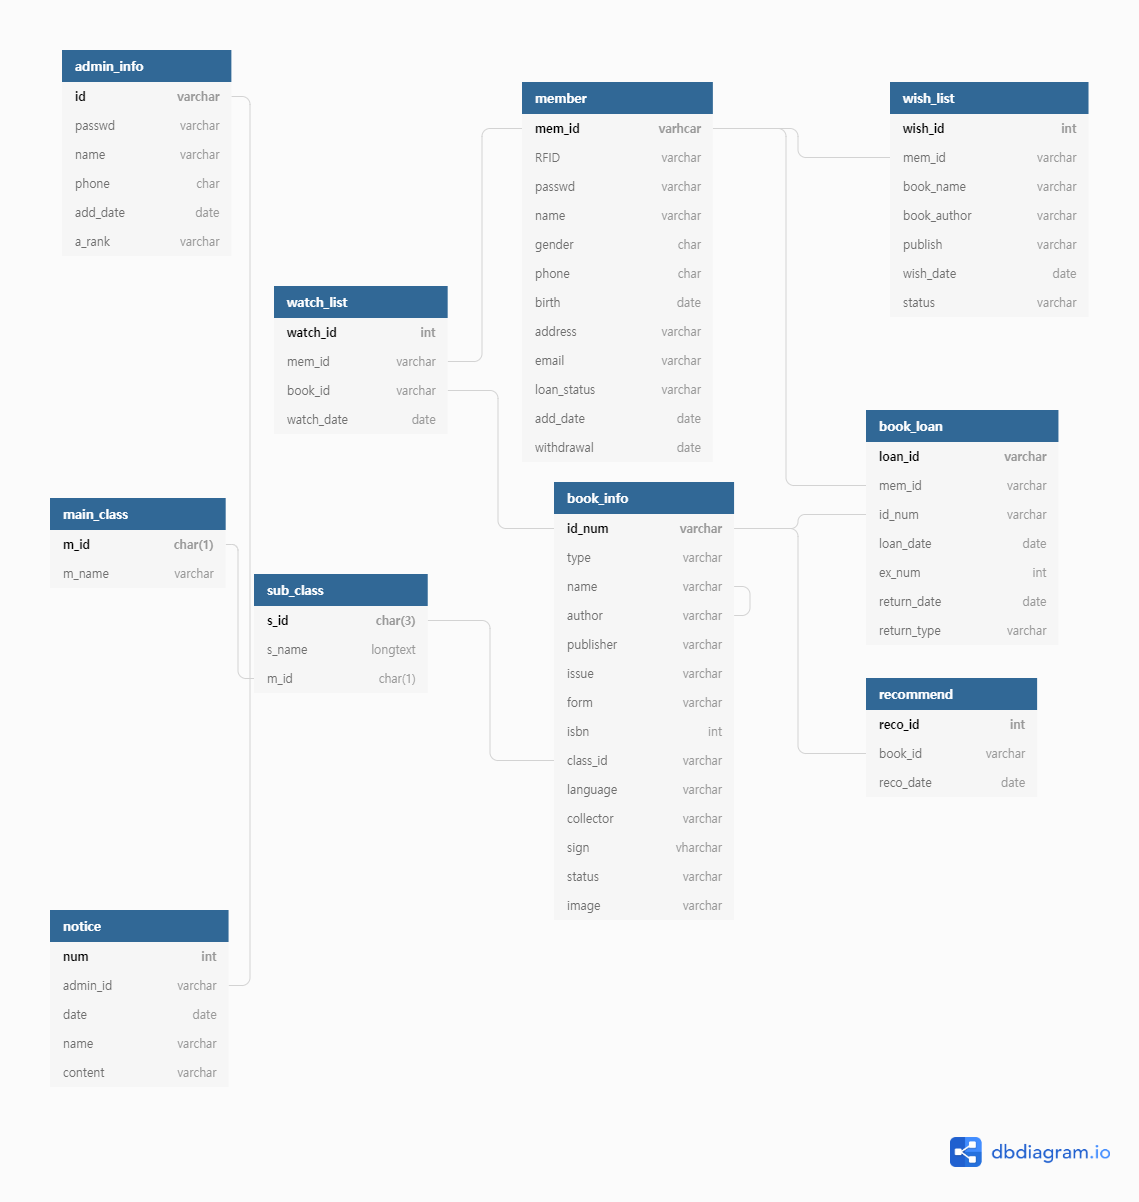 admin_info
id varchar
passwd varchar
name varchar
phone char
add_date date
a_rank varchar
member
mem_id varhcar
RFID varchar
passwd varchar
name varchar
gender char
phone char
birth date
address varchar
email varchar
loan_status varchar
add_date date
withdrawal date
wish_list
wish_id int
mem_id varchar
book_name varchar
book_author varchar
publish varchar
wish_date date
status varchar
watch_list
watch_id int
mem_id varchar
book_id varchar
watch_date date
book_loan
loan_id varchar
mem_id varchar
id_num varchar
loan_date date
ex_num int
return_date date
return_type varchar
main_class
m_id char(1)
m_name varchar
book_info
id_num varchar
type varchar
name varchar
author varchar
publisher varchar
issue varchar
form varchar
isbn int
class_id varchar
language varchar
collector varchar
sign vharchar
status varchar
image varchar
sub_class
s_id char(3)
s_name longtext
m_id char(1)
recommend
reco_id int
book_id varchar
reco_date date
notice
num int
admin_id varchar
date date
name varchar
content varchar
dbdiagram.io